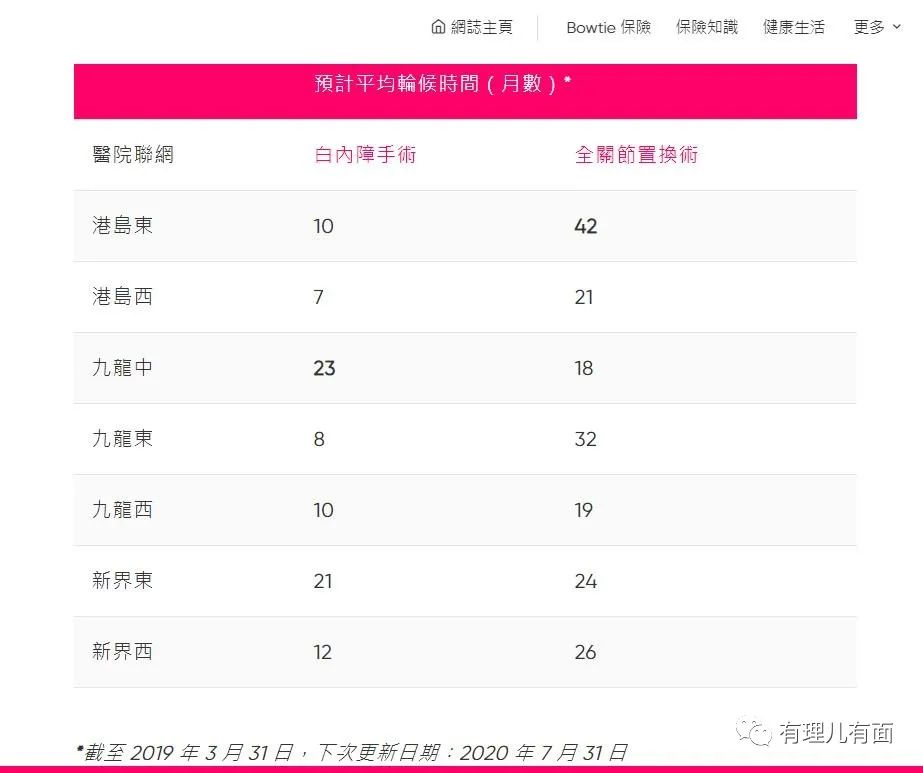 網誌主頁 Bowtie 保險 保險知識 健康生活 更多
預計平均輪候時間 ( 月數 ) *
醫院聯網 白內障手術 全關節置換術
港島東 10 42
港島西 7 21
九龍中 23 18
九龍東 8 32
九龍西 10 19
新界東 21 24
新界西 12 26
有理儿有面
*截至 2019 年 3 月 31 日，下次更新日期：2020 年 7 月 31 日